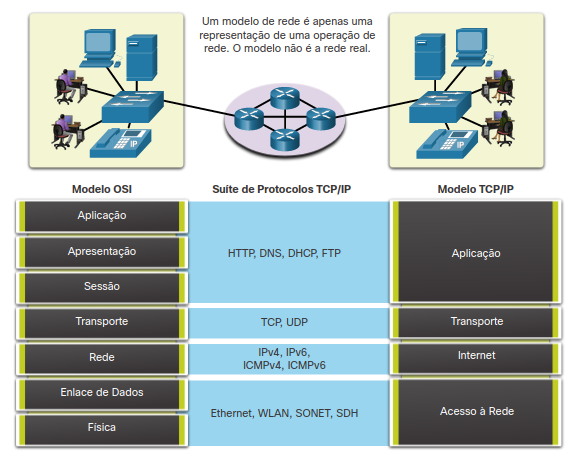 Um modelo de rede é apenas uma
representação de uma operação de
rede. O modelo não é a rede real.
IP
IP
Modelo OSI
Suíte de Protocolos TCP/IP
Modelo TCP/IP
Aplicação
Apresentação
Sessão
HTTP, DNS, DHCP, FTP
Aplicação
Transporte
TCP, UDP
Transporte
Rede
IPv4, IPv6,
ICMPv4, ICMPv6
Internet
Enlace de Dados
Física
Ethernet, WLAN, SONET, SDH
Acesso à Rede